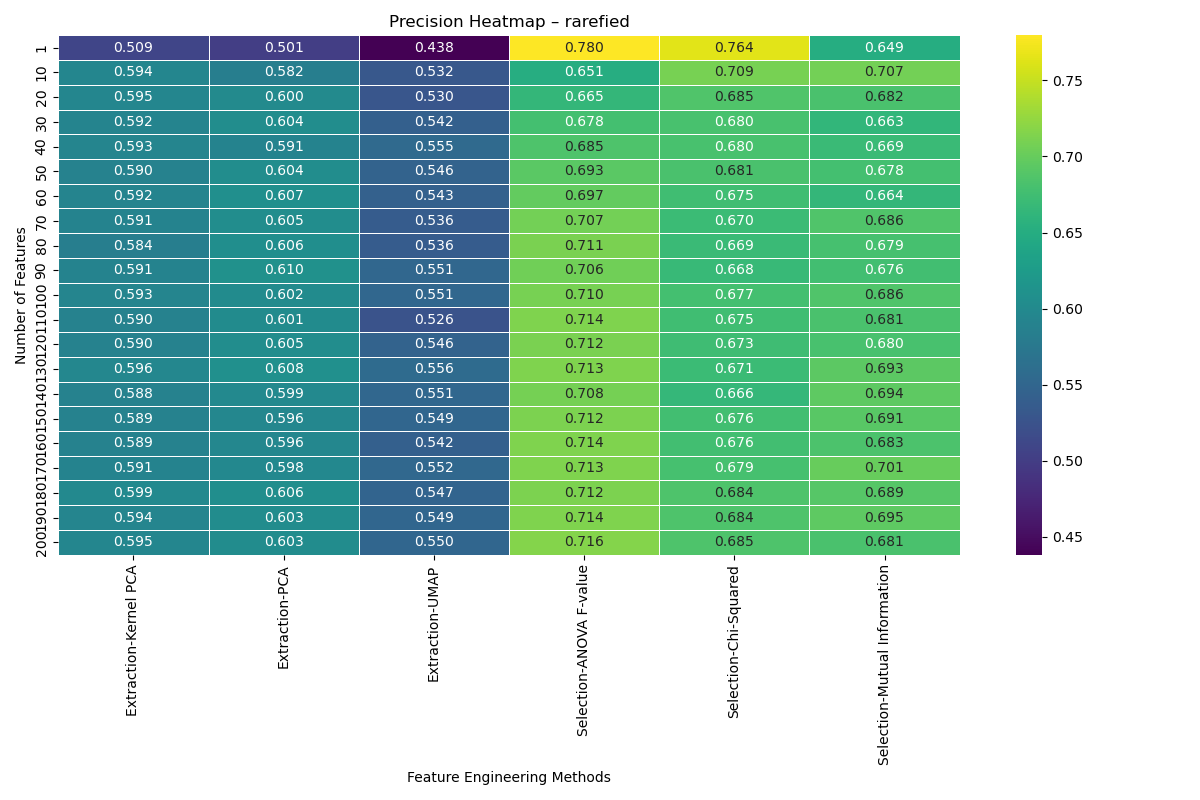 Precision Heatmap – rarefied
Number of Features
1 0.509 0.501 0.438 0.780 0.764 0.649
10 0.594 0.582 0.532 0.651 0.709 0.707
20 0.595 0.600 0.530 0.665 0.685 0.682
30 0.592 0.604 0.542 0.678 0.680 0.663
40 0.593 0.591 0.555 0.685 0.680 0.669
50 0.590 0.604 0.546 0.693 0.681 0.678
60 0.592 0.607 0.543 0.697 0.675 0.664
70 0.591 0.605 0.536 0.707 0.670 0.686
80 0.584 0.606 0.536 0.711 0.669 0.679
90 0.591 0.610 0.551 0.706 0.668 0.676
100 0.593 0.602 0.551 0.710 0.677 0.686
110 0.590 0.601 0.526 0.714 0.675 0.681
120 0.590 0.605 0.546 0.712 0.673 0.680
130 0.596 0.608 0.556 0.713 0.671 0.693
140 0.588 0.599 0.551 0.708 0.666 0.694
150 0.589 0.596 0.549 0.712 0.676 0.691
160 0.589 0.596 0.542 0.714 0.676 0.683
170 0.591 0.598 0.552 0.713 0.679 0.701
180 0.599 0.606 0.547 0.712 0.684 0.689
190 0.594 0.603 0.549 0.714 0.684 0.695
200 0.595 0.603 0.550 0.716 0.685 0.681
Extraction-Kernel PCA
Extraction-PCA
Extraction-UMAP
Selection-ANOVA F-value
Selection-Chi-Squared
Selection-Mutual Information
Feature Engineering Methods
0.75
0.70
0.65
0.60
0.55
0.50
0.45